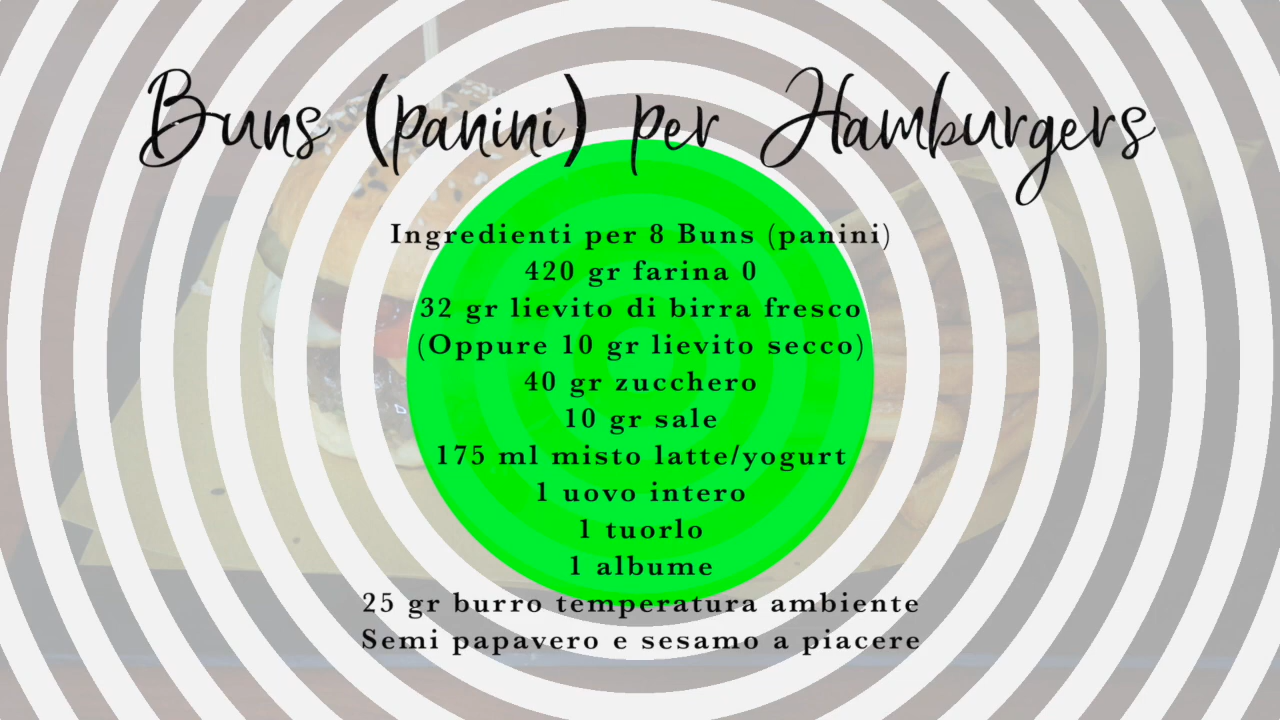 Buns (panini) per Hamburgers
Ingredienti per 8 Buns (panini)
420 gr farina 0
32 gr lievito di birra fresco
(Oppure 10 gr lievito secco)
40 gr zucchero
10 gr sale
175 ml misto latte/yogurt
1 uovo intero
1 tuorlo
1 albume
25 gr burro temperatura ambiente
Semi papavero e sesamo a piacere